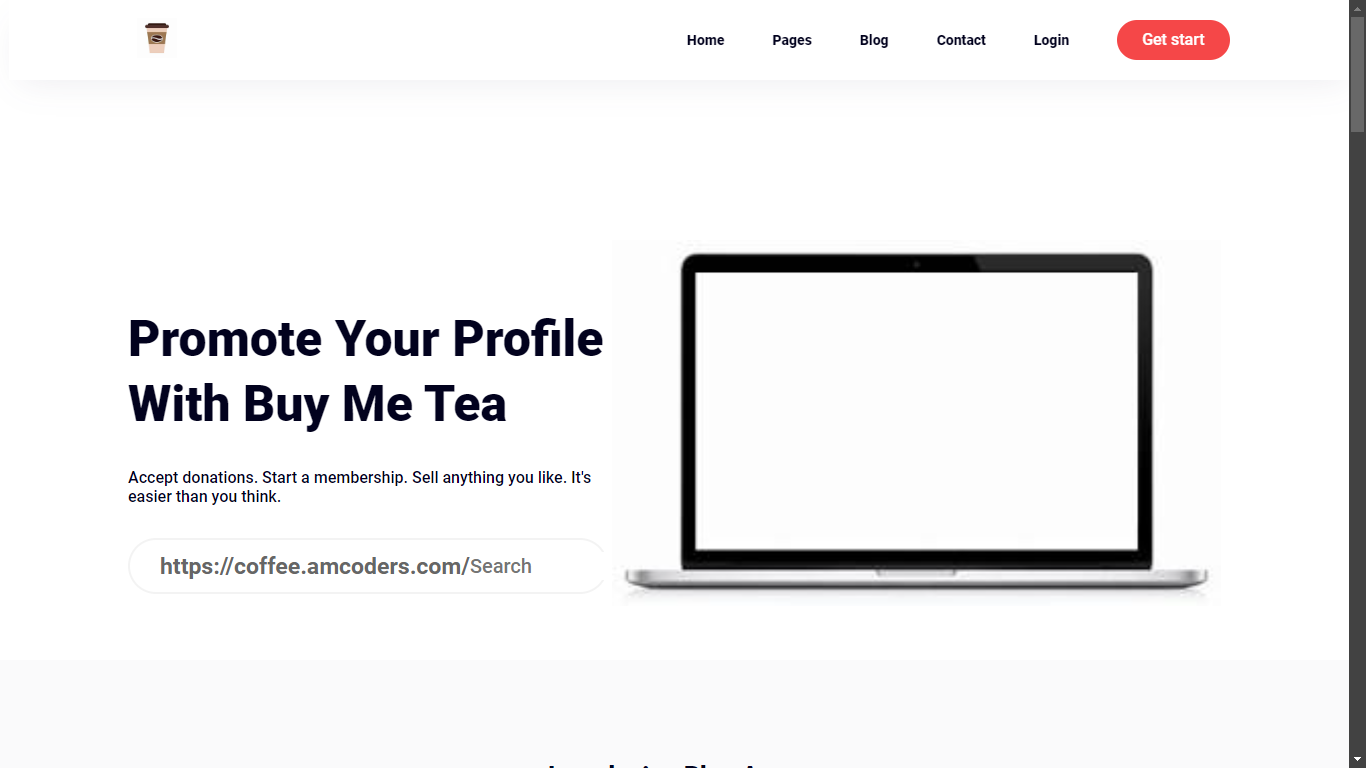 Home Pages Blog Contact Login Get start
Promote Your Profile
With Buy Me Tea
Accept donations. Start a membership. Sell anything you like. It's
easier than you think.
https://coffee.amcoders.com/Search